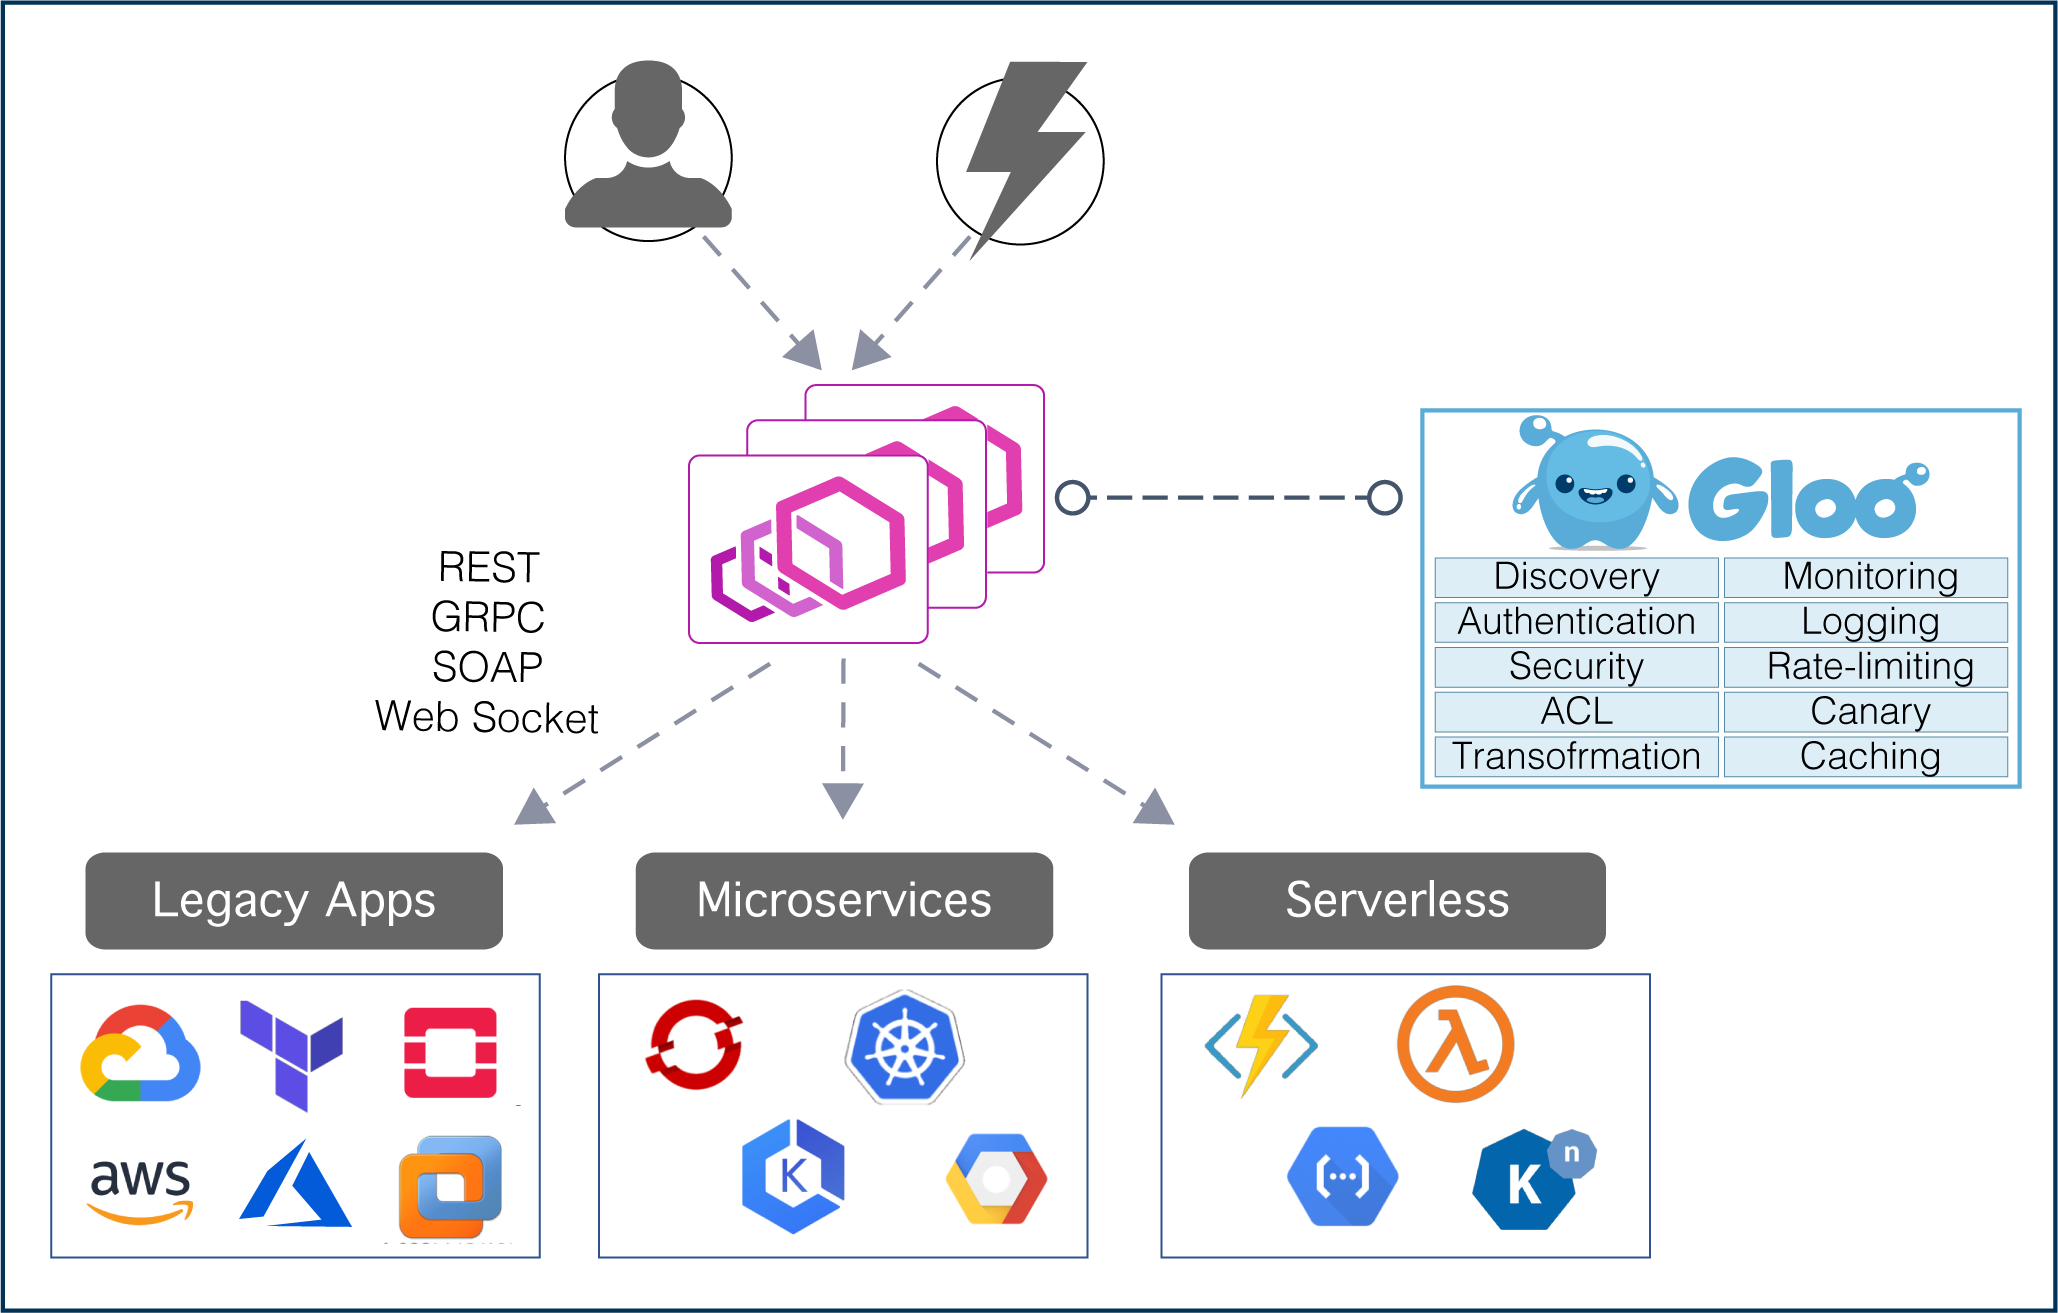 REST
GRPC
SOAP
Web Socket
Gloo
Discovery
Monitoring
Authentication
Logging
Security
Rate-limiting
ACL
Canary
Transofrmation
Caching
Legacy Apps
Microservices
Serverless
aws
K
K
n